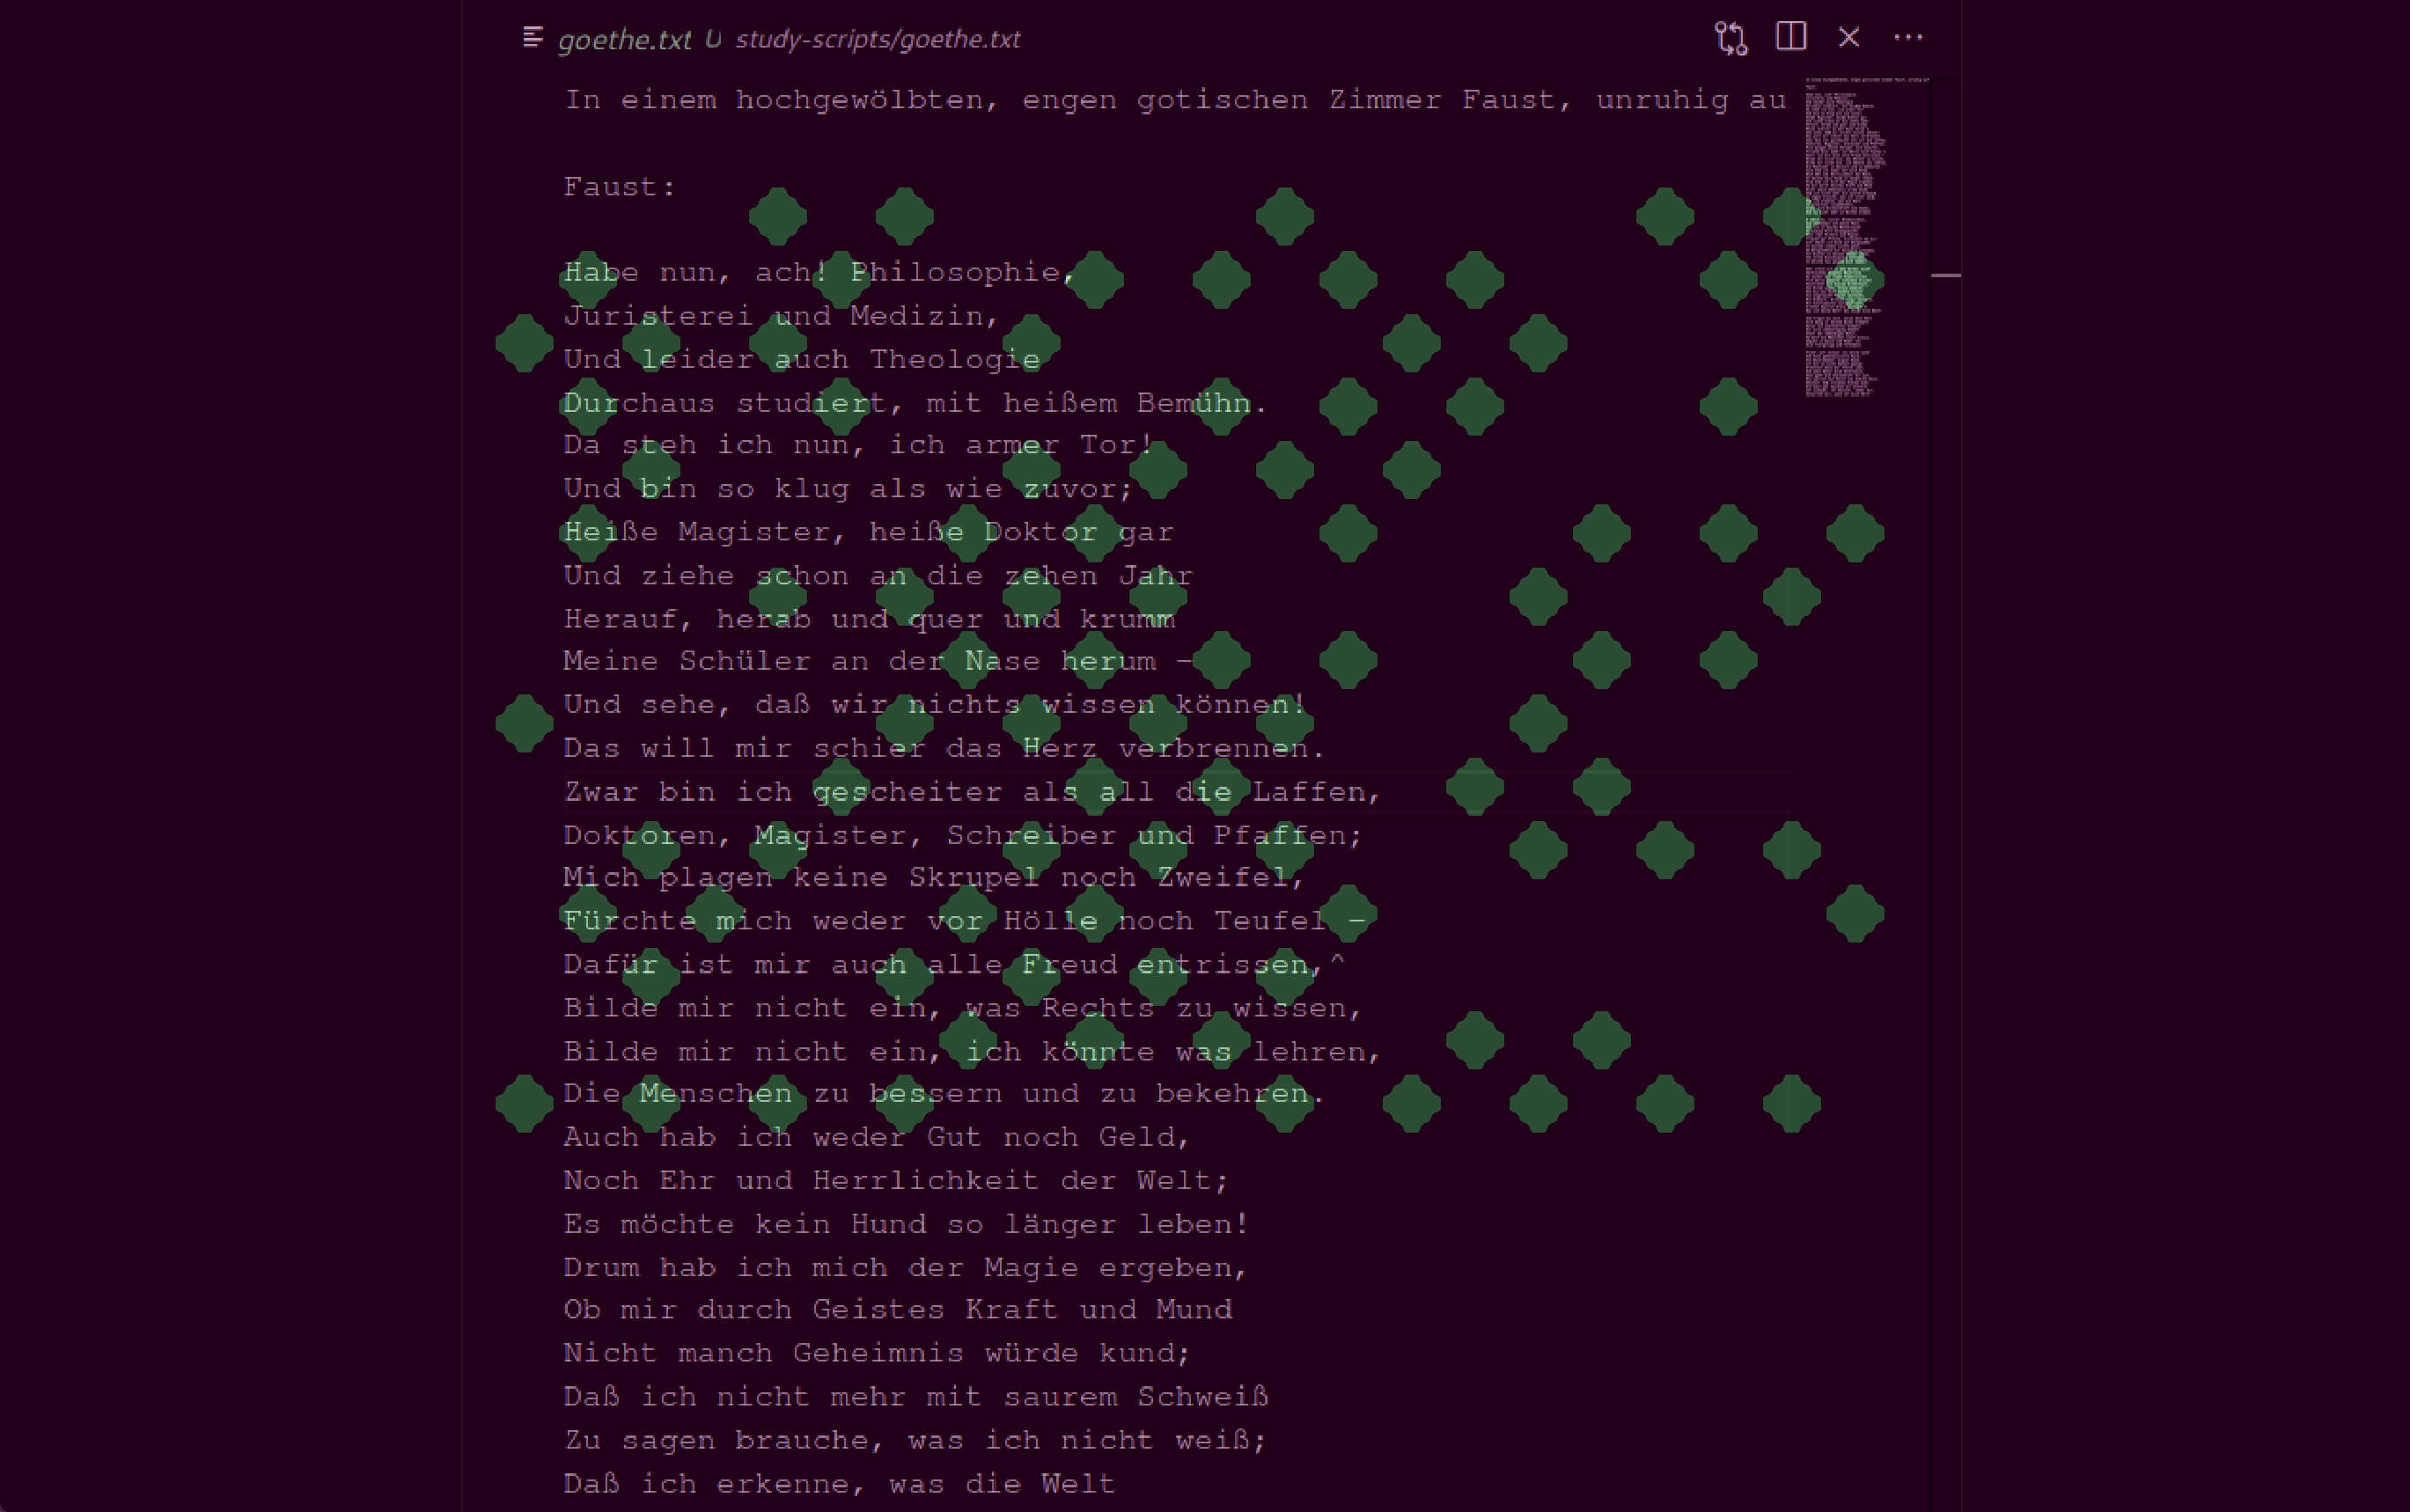 goethe.txt U study-scripts/goethe.txt
In einem hochgewölbten, engen gotischen Zimmer Faust, unruhig au
Faust:
Habe nun, ach! Philosophie,
Juristerei und Medizin,
Und leider auch Theologie
Durchaus studiert, mit heißem Bemühn.
Da steh ich nun, ich armer Tor!
Und bin so klug als wie zuvor;
Heiße Magister, heiße Doktor gar
Und ziehe schon an die zehen Jahr
Herauf, herab und quer und krumm
Meine Schüler an der Nase herum –
Und sehe, daß wir nichts wissen können!
Das will mir schier das Herz verbrennen.
Zwar bin ich gescheiter als all die Laffen,
Doktoren, Magister, Schreiber und Pfaffen;
Mich plagen keine Skrupel noch Zweifel,
Fürchte mich weder vor Hölle noch Teufel –
Dafür ist mir auch alle Freud entrissen,^
Bilde mir nicht ein, was Rechts zu wissen,
Bilde mir nicht ein, ich könnte was lehren,
Die Menschen zu bessern und zu bekehren.
Auch hab ich weder Gut noch Geld,
Noch Ehr und Herrlichkeit der Welt;
Es möchte kein Hund so länger leben!
Drum hab ich mich der Magie ergeben,
Ob mir durch Geistes Kraft und Mund
Nicht manch Geheimnis würde kund;
Daß ich nicht mehr mit saurem Schweiß
Zu sagen brauche, was ich nicht weiß;
Daß ich erkenne, was die Welt